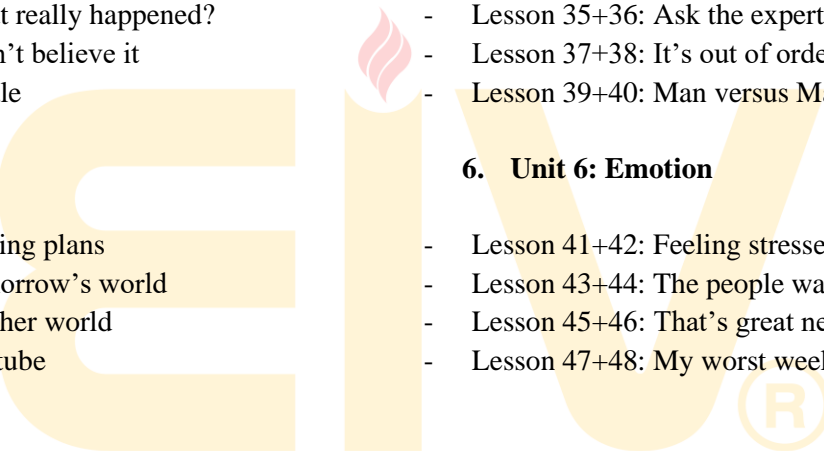 really happened?
believe it
plans
world
world
- Lesson 35+36: Ask the expert
- Lesson 37+38: It's out of
- Lesson 39+40: Man versus
6. Unit 6: Emotion
- Lesson 41+42: Feeling
- Lesson 43+44: The people
- Lesson 45+46: That's great
- Lesson 47+48: My worst
EIV
®